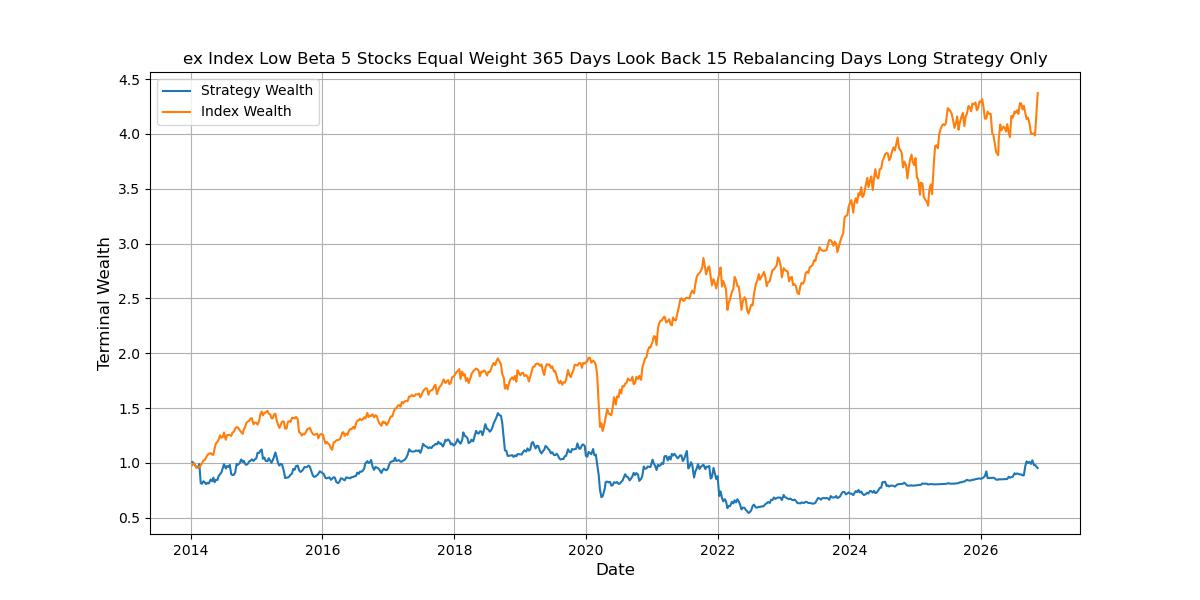 ex Index Low Beta 5 Stocks Equal Weight 365 Days Look Back 15 Rebalancing Days Long Strategy Only
Strategy Wealth
Index Wealth
Terminal Wealth
4.5
4.0
3.5
3.0
2.5
2.0
1.5
1.0
0.5
2014 2016 2018 2020 2022 2024 2026
Date